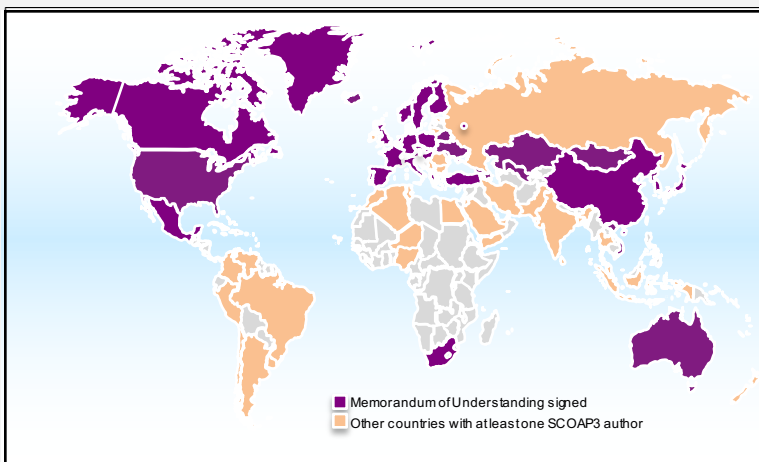 Memorandum of Understanding signed
Other countries with at least one SCOAP3 author